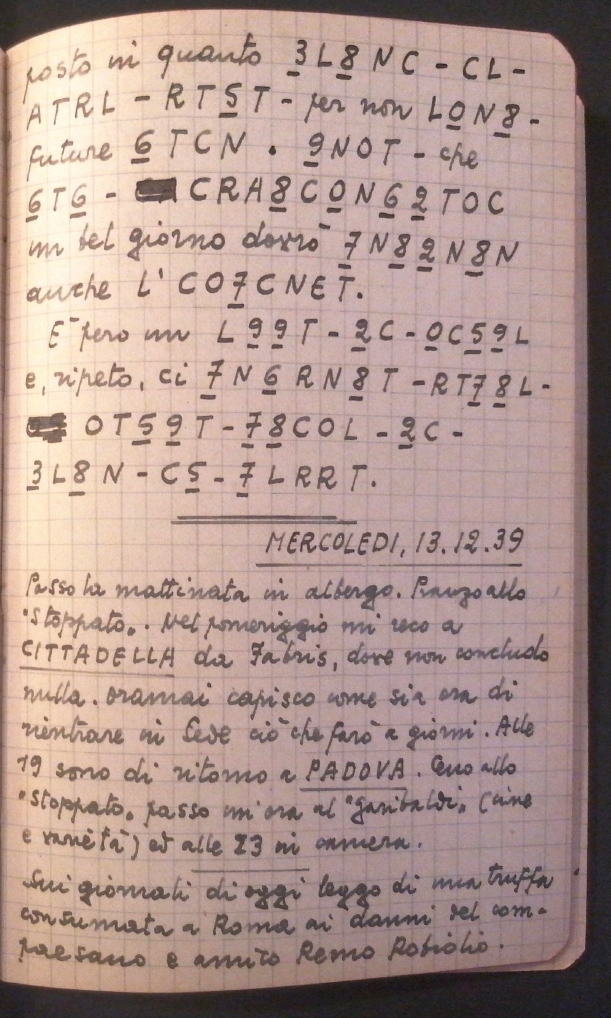 posto in quanto 3L8NC - CL -
ATRL - RT5T - per non LON8 -
future 6TCN. 9NOT - che
6T6 - CRA8CON62TOC
un bel giorno dovrò 7N82N8N
anche l'CO7CNET.
E' pero un L99T - 2C - OC59L
e, ripeto, ci 7N6RN8T - RT78L -
OT59T - 78COL - 2C -
3L8N - C5 - 7LRRT.
MERCOLEDI, 13.12.39
Passo la mattinata in albergo. Pranzo allo
"Stoppato". Nel pomeriggio mi reco a
CITTADELLA da Fabris, dove non concludo
nulla. Oramai capisco come sia ora di
rientrare in Sede ciò che farò a giorni. Alle
19 sono di ritorno a PADOVA. Ceno allo
"Stoppato", passo un'ora al "Garibaldi", (cine
e varietà) ed alle 23 in camera.
Sui giornali di oggi leggo di una truffa
consumata a Roma ai danni del com-
paesano e amico Remo